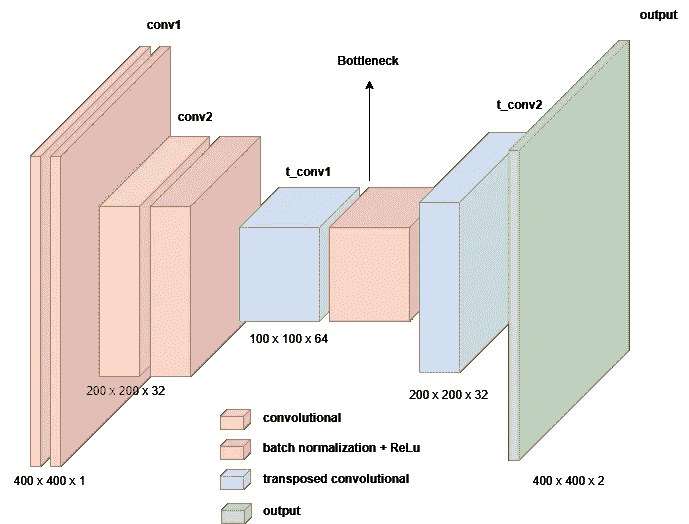 output
conv1
Bottleneck
conv2
t_conv2
t_conv1
100 x 100 x 64
200 x 200 x 32
200 x 200 x 32
convolutional
batch normalization + ReLu
transposed convolutional
400 x 400 x 1
400 x 400 x 2
output